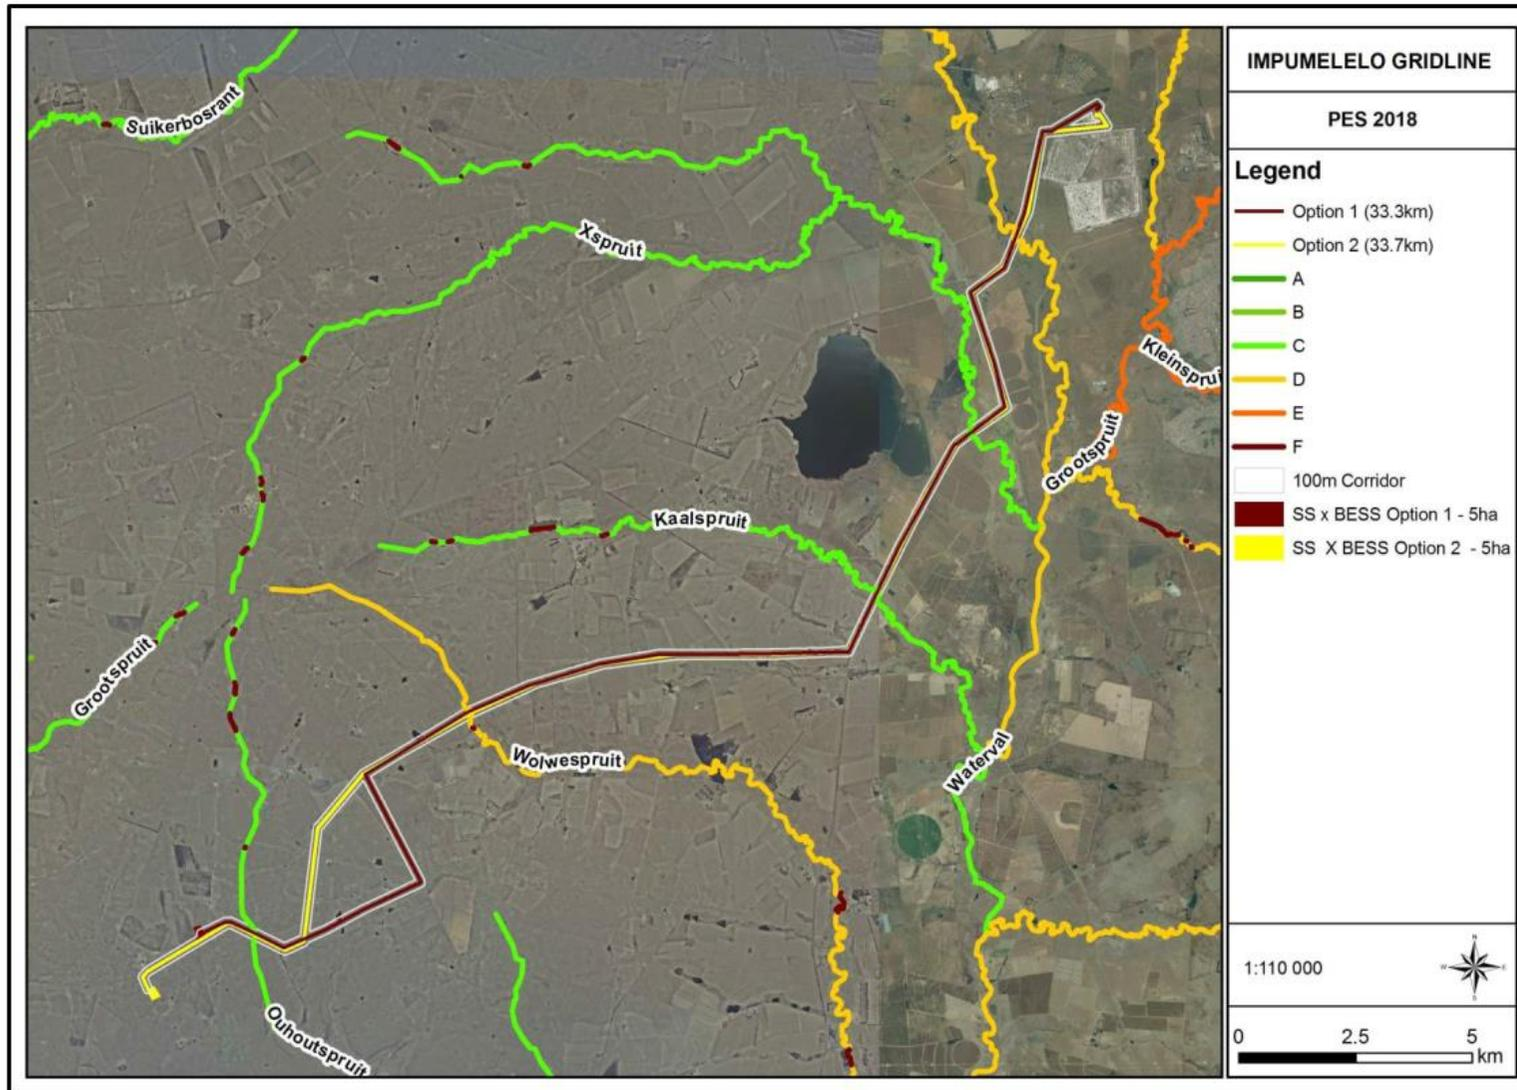 IMPUMELELO GRIDLINE
PES 2018
Legend
Option 1 (33.3km)
Option 2 (33.7km)
A
B
C
D
E
F
100m Corridor
SS x BESS Option 1 - 5ha
SS X BESS Option 2 - 5ha
1:110 000
N
W
E
S
0 2.5 5
km
Suikerbosrant
Xspruit
Kleinsprui
Grootspruit
Kaalspruit
Grootspruit
Wolwespruit
Waterval
Ouhoutspruit